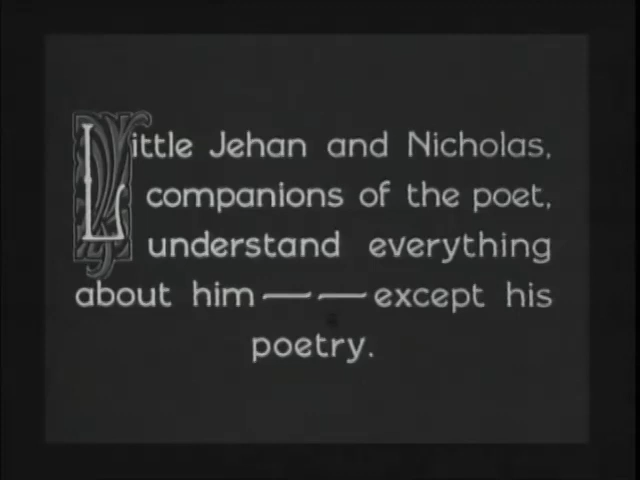 Little Jehan and Nicholas,
companions of the poet,
understand everything
about him — — except his
poetry.